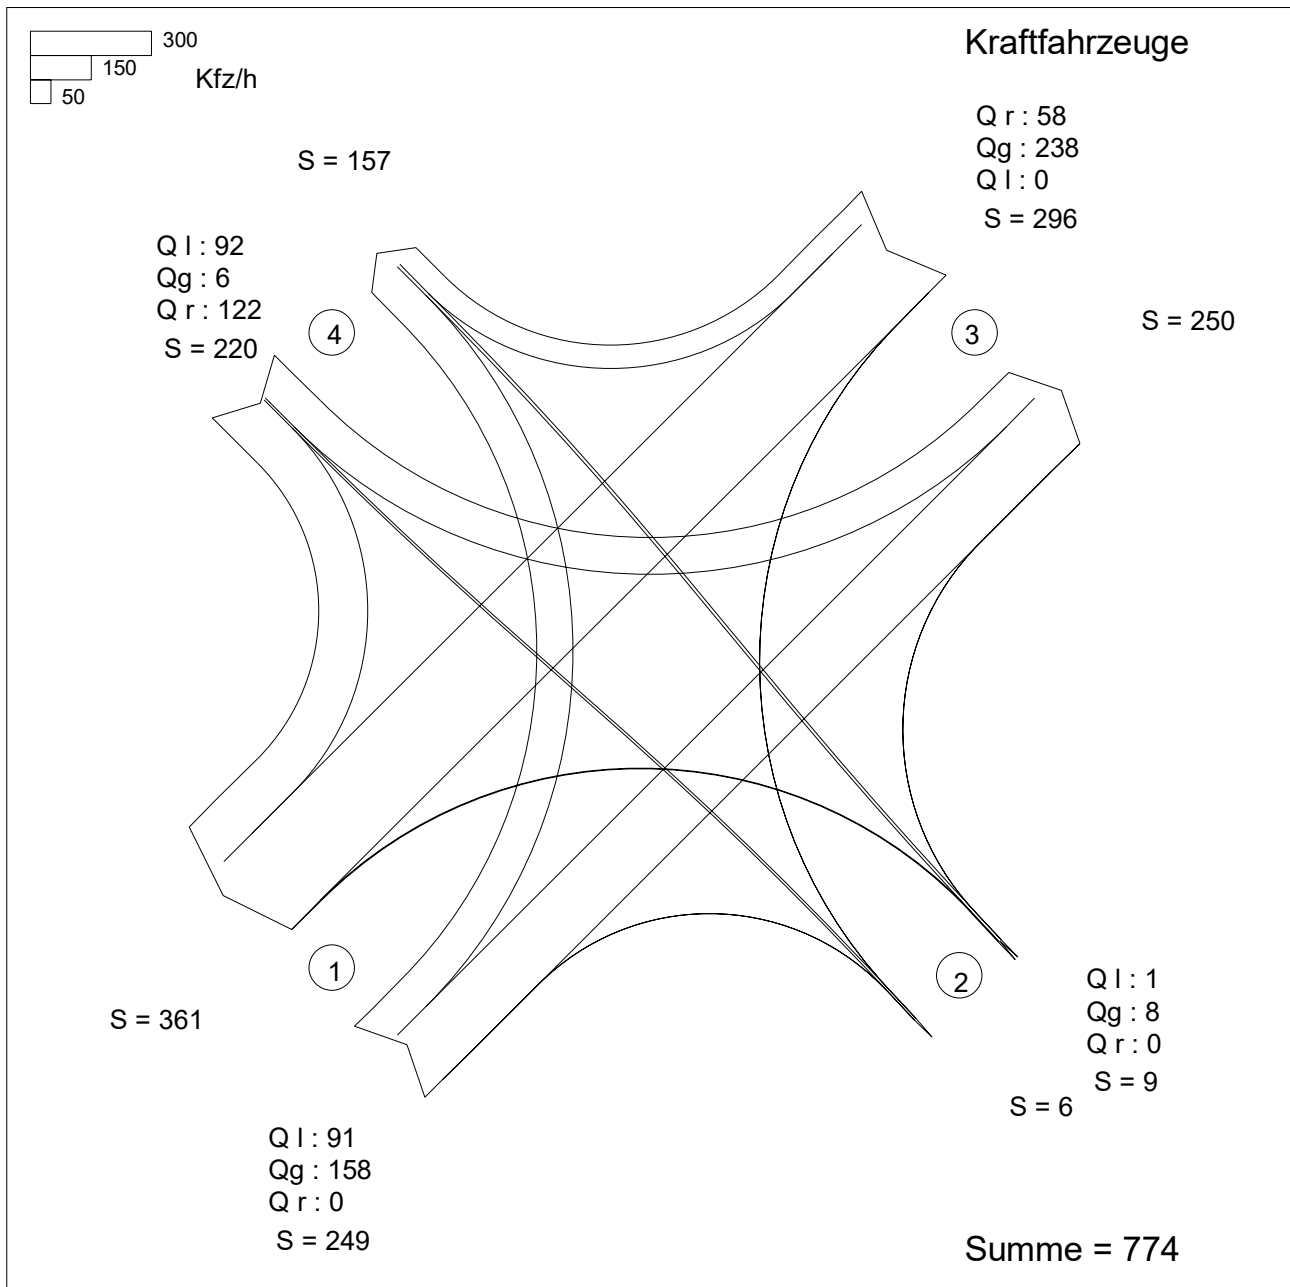 300
150
50
Kfz/h
Kraftfahrzeuge
S = 157
Q r : 58
Qg : 238
Q l : 0
S = 296
Q l : 92
Qg : 6
Q r : 122
S = 220
4
3
S = 250
1
2
S = 361
Q l : 1
Qg : 8
Q r : 0
S = 9
S = 6
Q l : 91
Qg : 158
Q r : 0
S = 249
Summe = 774